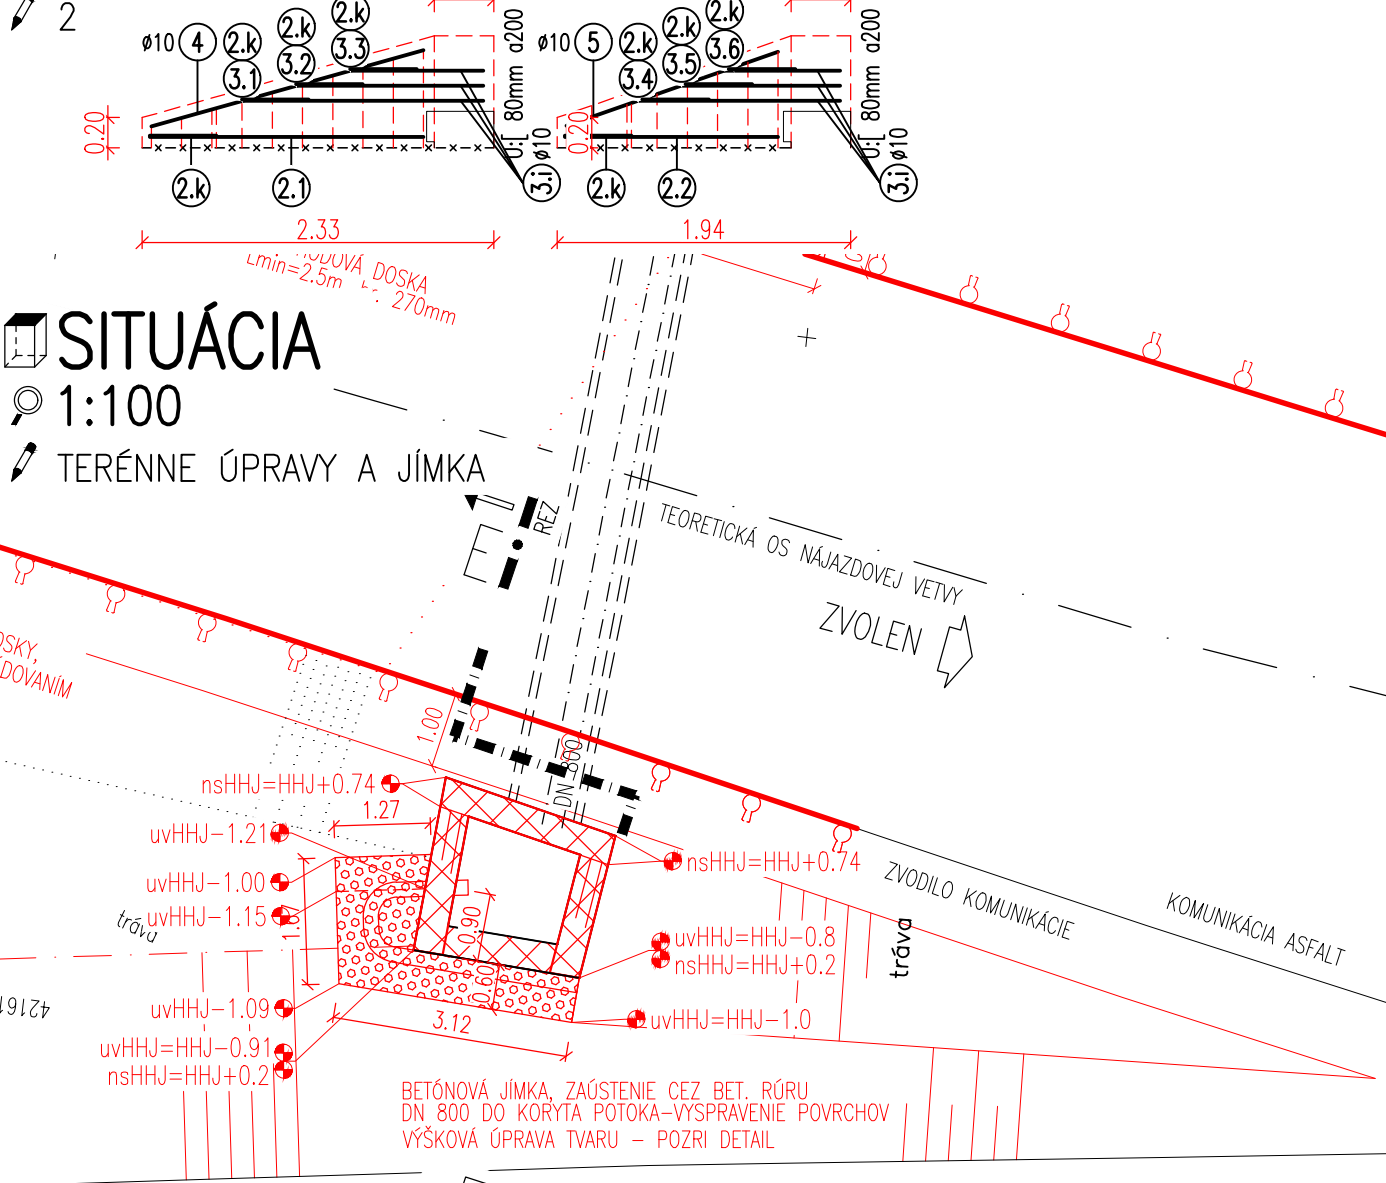 2
ø10 4 2.k 3.1 2.k 3.2 2.k 3.3
ø10 5 2.k 3.4 2.k 3.5 2.k 3.6
0.20
0.20
80mm α200
80mm α200
2.k 2.1 3.i ø10
2.k 2.2 3.i ø10
2.33
1.94
DOSKA
Lmin=2.5m
270mm
SITUÁCIA
1:100
TERÉNNE ÚPRAVY A JÍMKA
REZ
TEORETICKÁ OS NÁJAZDOVEJ VETVY
ZVOLEN
1.00
DN 800
nsHHJ=HHJ+0.74
1.27
uvHHJ-1.21
uvHHJ-1.00
uvHHJ-1.15
tráva
nsHHJ=HHJ+0.74
ZVODILO KOMUNIKÁCIE
KOMUNIKÁCIA ASFALT
tráva
0.90
0.60
uvHHJ=HHJ-0.8
nsHHJ=HHJ+0.2
uvHHJ-1.09
3.12
uvHHJ=HHJ-1.0
uvHHJ=HHJ-0.91
nsHHJ=HHJ+0.2
BETÓNOVÁ JÍMKA, ZAÚSTENIE CEZ BET. RÚRU
DN 800 DO KORYTA POTOKA-VYSPRAVENIE POVRCHOV
VÝŠKOVÁ ÚPRAVA TVARU – POZRI DETAIL